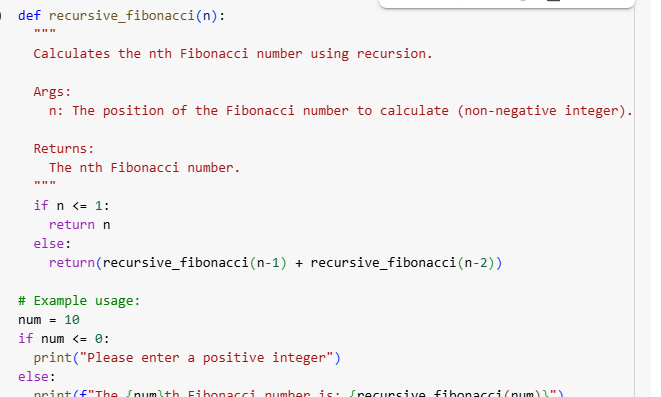 def recursive_fibonacci(n):
"""
Calculates the nth Fibonacci number using recursion.
Args:
n: The position of the Fibonacci number to calculate (non-negative integer).
Returns:
The nth Fibonacci number.
"""
if n <= 1:
return n
else:
return(recursive_fibonacci(n-1) + recursive_fibonacci(n-2))
# Example usage:
num = 10
if num <= 0:
print("Please enter a positive integer")
else:
print(f"The {num}th Fibonacci number is: {recursive_fibonacci(num)}")